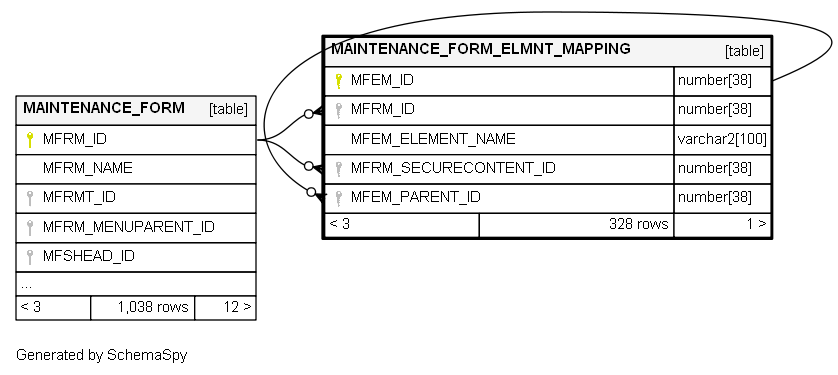 MAINTENANCE_FORM_ELMNT_MAPPING [table]
MFEM_ID number[38]
MFRM_ID number[38]
MFEM_ELEMENT_NAME varchar2[100]
MFRM_SECURECONTENT_ID number[38]
MFEM_PARENT_ID number[38]
< 3 328 rows 1 >
MAINTENANCE_FORM [table]
MFRM_ID
MFRM_NAME
MFRMT_ID
MFRM_MENUPARENT_ID
MFSHEAD_ID
...
< 3 1,038 rows 12 >
Generated by SchemaSpy